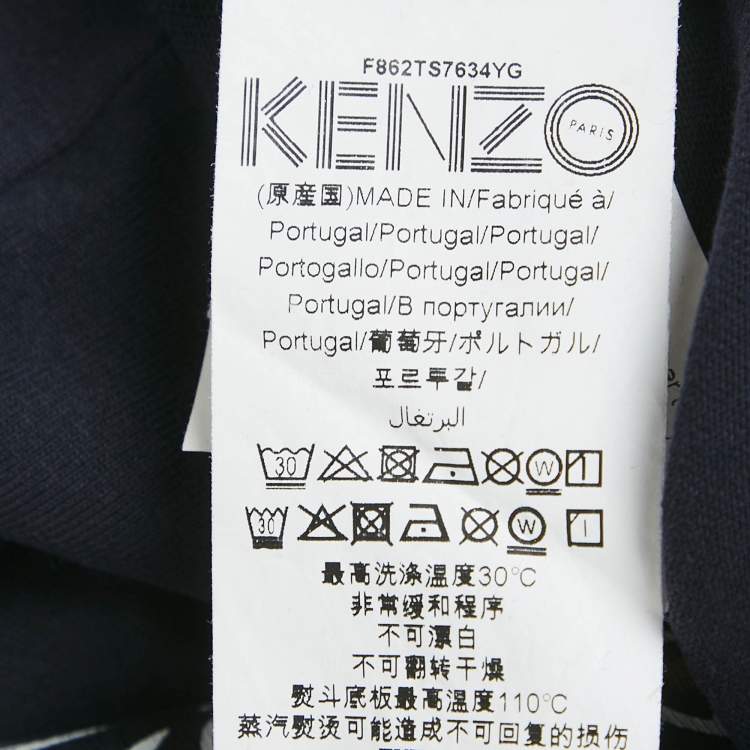 F862TS7634YG
KENZO
PARIS
(原産国)MADE IN/Fabriqué à/
Portugal/Portugal/Portugal/
Portogallo/Portugal/Portugal/
Portugal/В португалии/
Portugal/葡萄牙/ポルトガル/
포르투갈/
البرتغال
30 W
30 W
最高洗涤温度30°C
非常缓和程序
不可漂白
不可翻转干燥
熨斗底板最高温度110°C
蒸汽熨烫可能造成不可回复的损伤